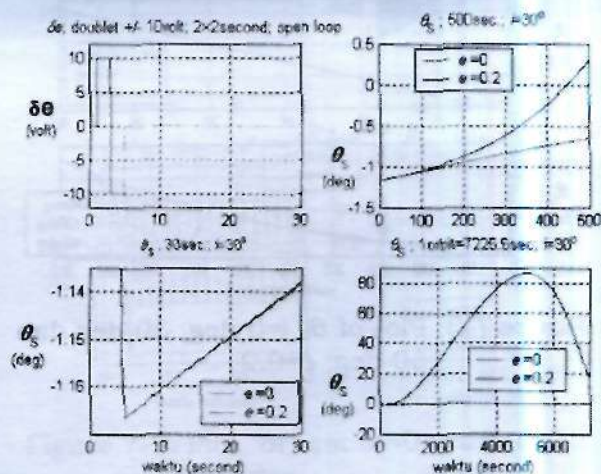 δe; doublet +/- 10volt; 2×2second; open loop
10
5
0
-5
-10
δe
(volt)
0
10
20
30
θS ; 500sec.; i=30°
e=0
e=0.2
0.5
0
-0.5
-1
-1.5
θS
(deg)
0
100
200
300
400
500
θS ; 30sec.; i=30°
-1.14
-1.15
-1.16
θS
(deg)
e=0
e=0.2
0
10
20
30
waktu (second)
θS ; 1orbit=7225.6sec; i=30°
80
60
40
20
0
-20
θS
(deg)
e=0
e=0.2
0
2000
4000
6000
waktu (second)